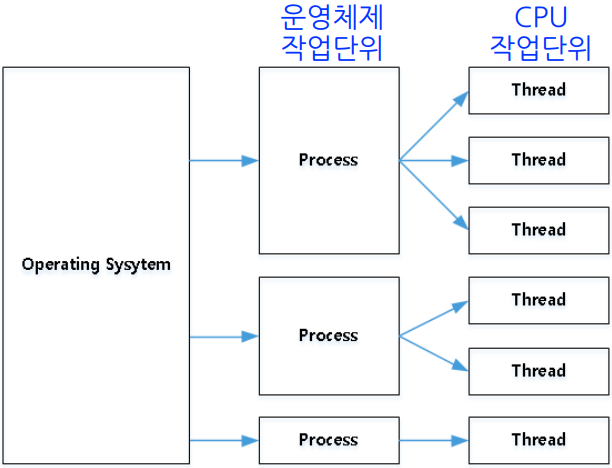 운영체제
작업단위
CPU
작업단위
Operating Sysytem
Process
Thread
Thread
Thread
Process
Thread
Thread
Process
Thread